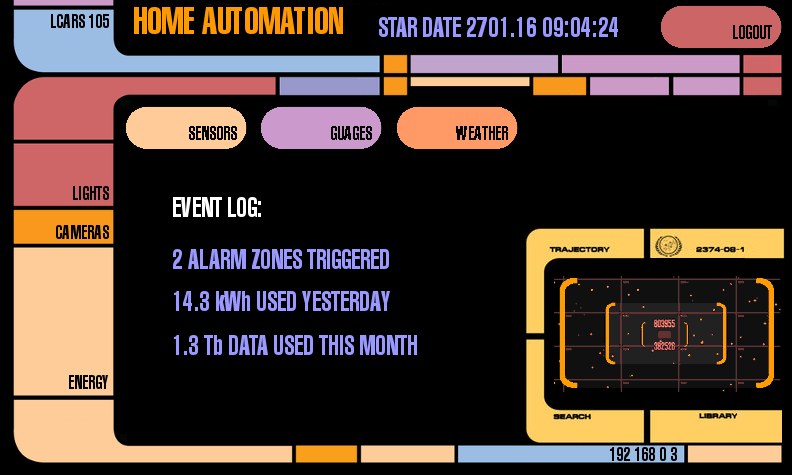 LCARS 105
HOME AUTOMATION
STAR DATE 2701.16 09:04:24
LOGOUT
SENSORS
GUAGES
WEATHER
LIGHTS
CAMERAS
ENERGY
EVENT LOG:
2 ALARM ZONES TRIGGERED
14.3 kWh USED YESTERDAY
1.3 Tb DATA USED THIS MONTH
TRAJECTORY
2374-08-1
803955
382526
SEARCH
LIBRARY
192 168 0 3